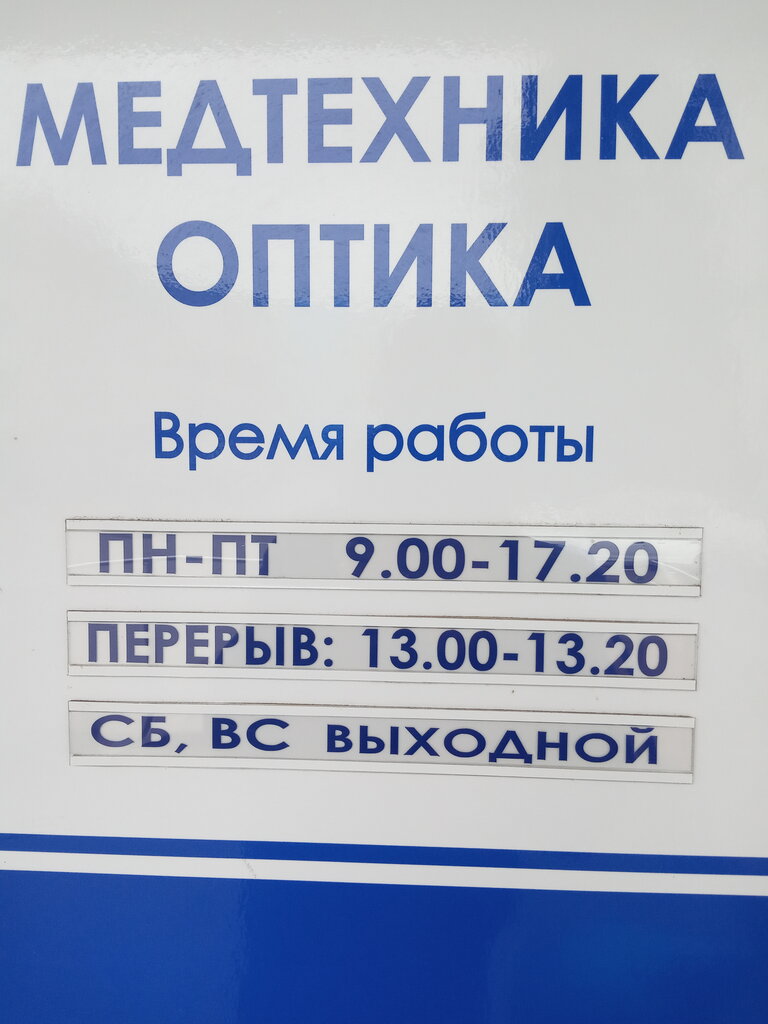 МЕДТЕХНИКА
ОПТИКА
Время работы
ПН-ПТ 9.00-17.20
ПЕРЕРЫВ: 13.00-13.20
СБ, ВС ВЫХОДНОЙ